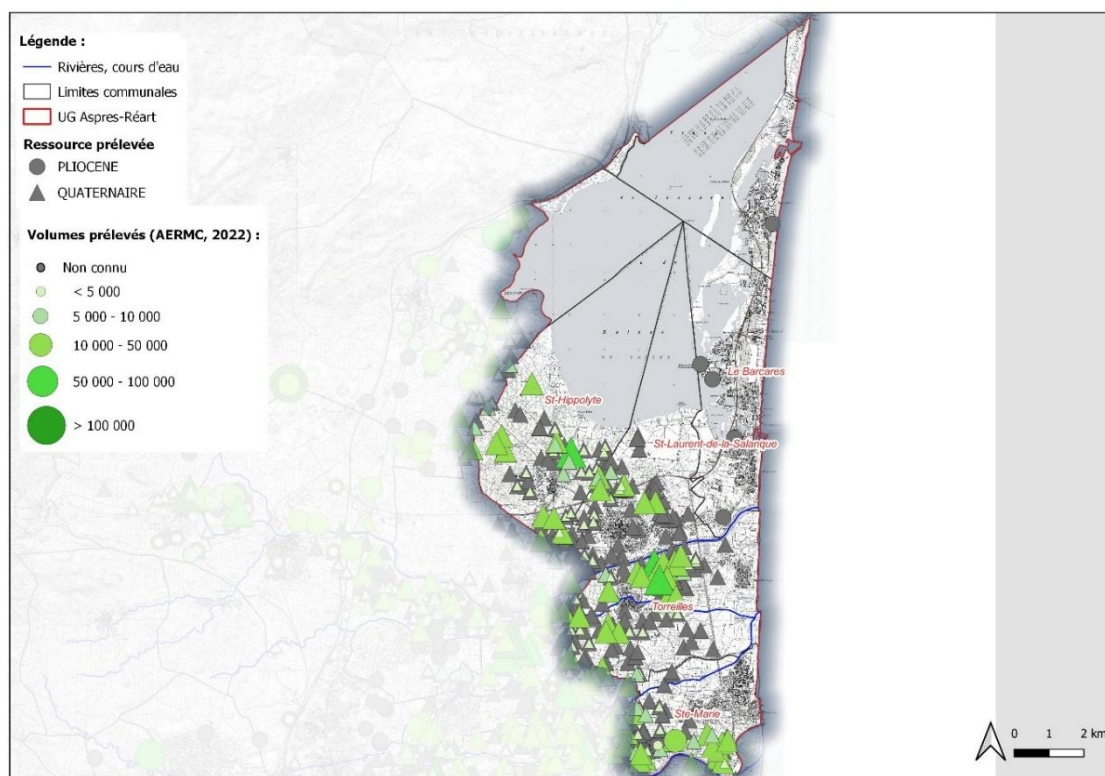 Légende :
Rivières, cours d'eau
Limites communales
UG Aspres-Réart
Ressource prélevée
PLIOCENE
QUATERNAIRE
Volumes prélevés (AERMC, 2022) :
Non connu
< 5 000
5 000 - 10 000
10 000 - 50 000
50 000 - 100 000
> 100 000
Le Barcares
St-Hippolyte
St-Laurent-de-la-Salanque
Torreilles
Ste-Marie
0 1 2 km